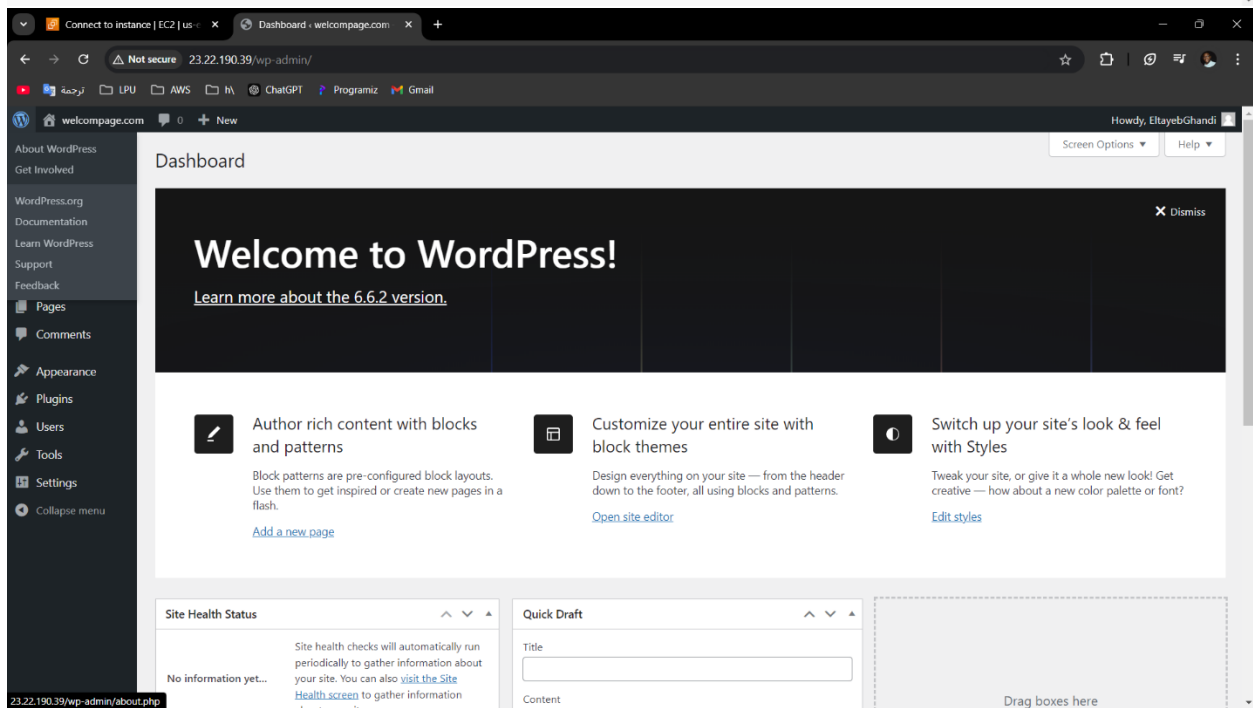 Connect to instance | EC2 | us-e
Dashboard ‹ welcompage.com
Not secure 23.22.190.39/wp-admin/
ترجمة LPU AWS h\ ChatGPT Programiz Gmail
welcompage.com 0 New Howdy, EltayebGhandi
About WordPress
Get Involved
WordPress.org
Documentation
Learn WordPress
Support
Feedback
Pages
Comments
Appearance
Plugins
Users
Tools
Settings
Collapse menu
Screen Options Help
Dashboard
Dismiss
Welcome to WordPress!
Learn more about the 6.6.2 version.
Author rich content with blocks
and patterns
Block patterns are pre-configured block layouts.
Use them to get inspired or create new pages in a
flash.
Add a new page
Customize your entire site with
block themes
Design everything on your site — from the header
down to the footer, all using blocks and patterns.
Open site editor
Switch up your site’s look & feel
with Styles
Tweak your site, or give it a whole new look! Get
creative — how about a new color palette or font?
Edit styles
Site Health Status
No information yet...
Site health checks will automatically run
periodically to gather information about
your site. You can also visit the Site
Health screen to gather information
Quick Draft
Title
Content
Drag boxes here
23.22.190.39/wp-admin/about.php